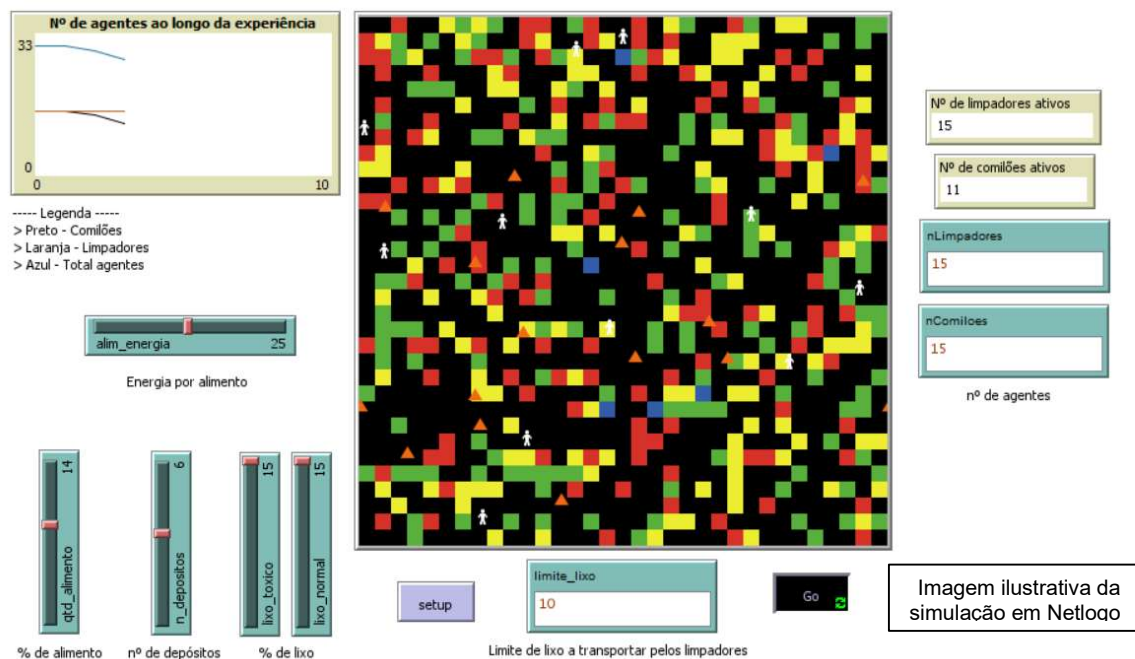 Nº de agentes ao longo da experiência
33
0
0
10
----- Legenda -----
> Preto - Comilões
> Laranja - Limpadores
> Azul - Total agentes
alim_energia
25
Energia por alimento
14
qtd_alimento
6
n_depositos
15
lixo_toxico
15
lixo_normal
% de alimento
nº de depósitos
% de lixo
setup
limite_lixo
10
Go
Limite de lixo a transportar pelos limpadores
Nº de limpadores ativos
15
Nº de comilões ativos
11
nLimpadores
15
nComiloes
15
nº de agentes
Imagem ilustrativa da
simulação em Netlogo